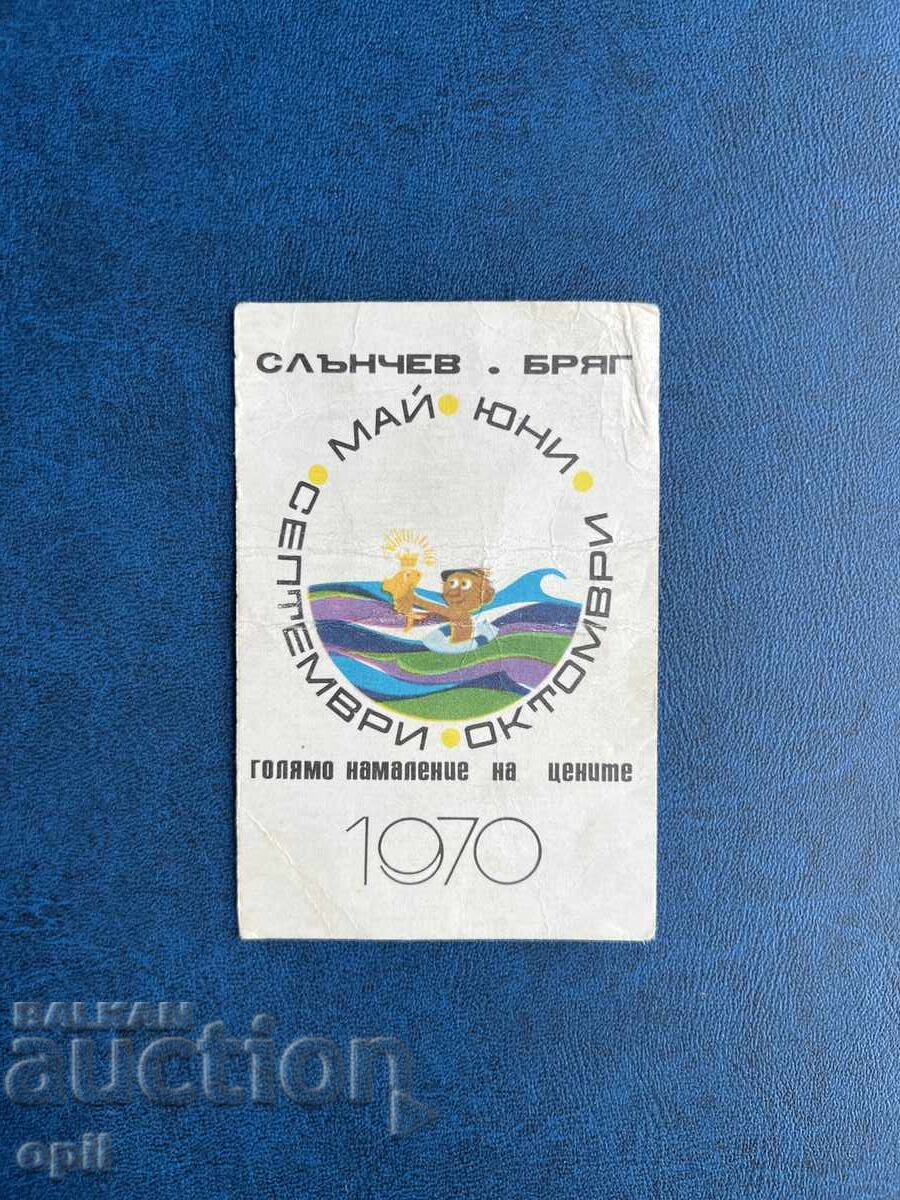 СЛЪНЧЕВ . БРЯГ
МАЙ ЮНИ
СЕПТЕМВРИ ОКТОМВРИ
голямо намаление на цените
1970
BALKAN
auction
opil